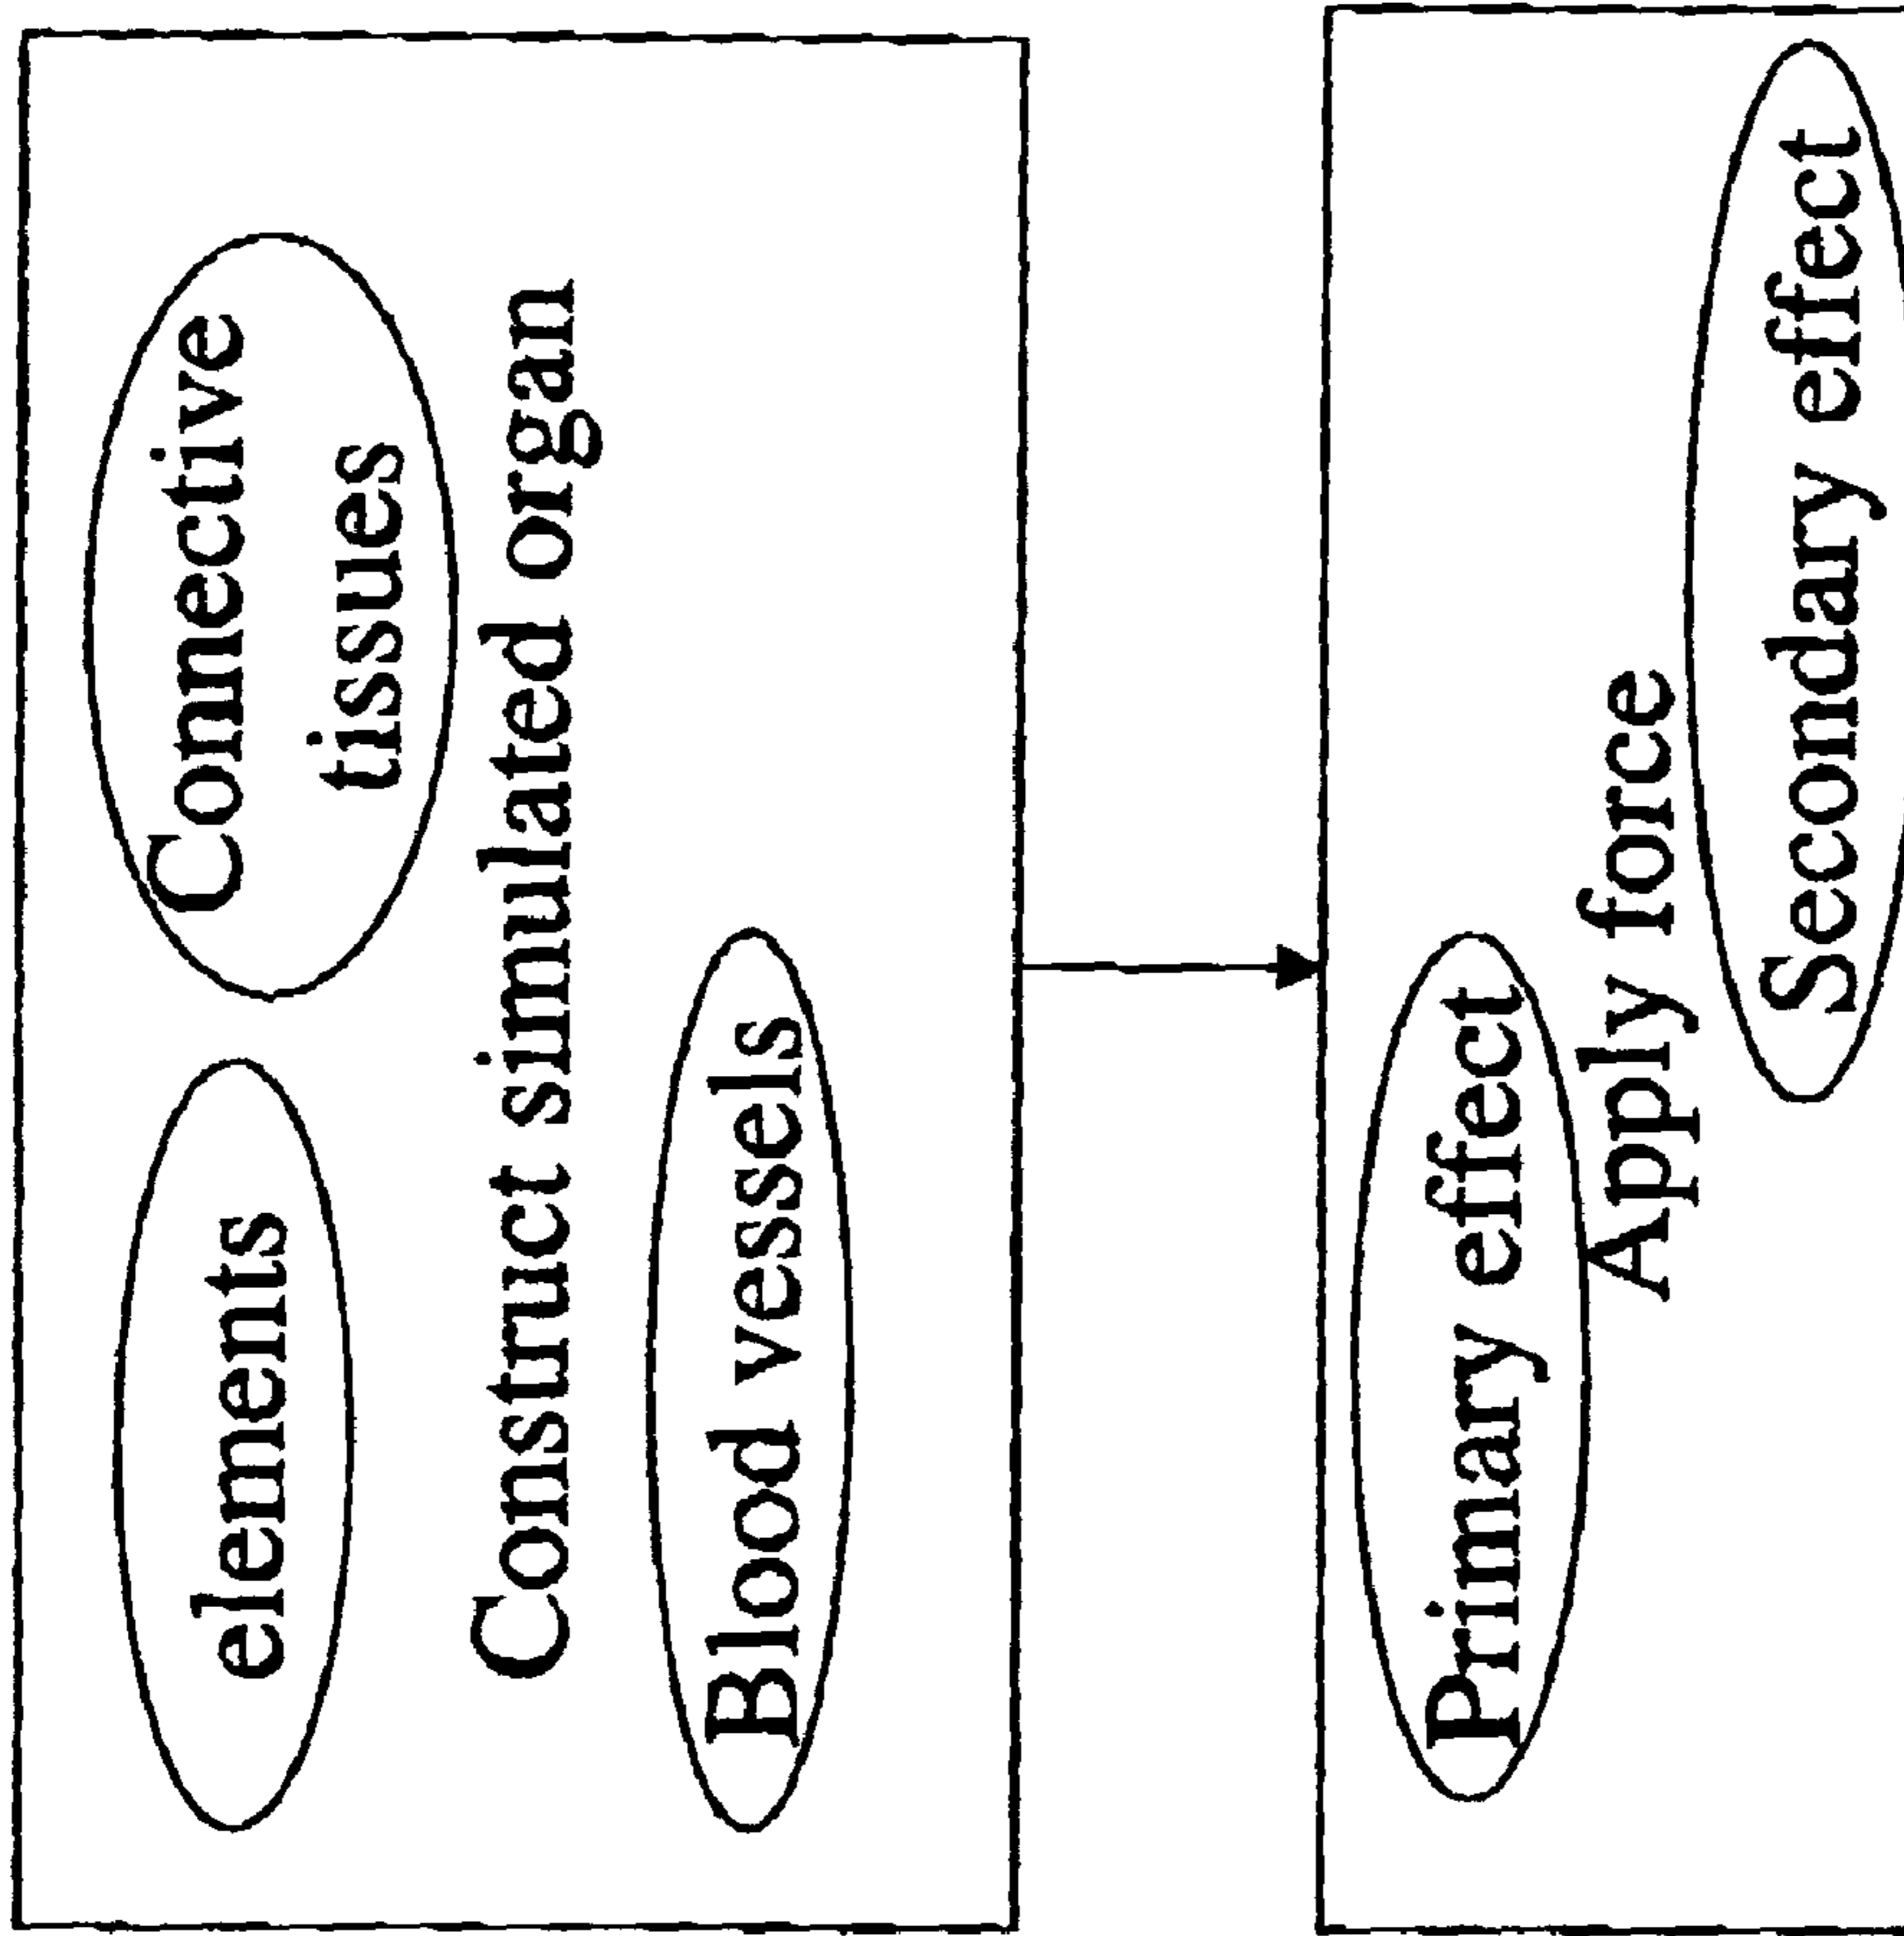 elements
Connective
tissues
Construct simulated organ
Blood vessels
Primary effect
Apply force
Secondary effect